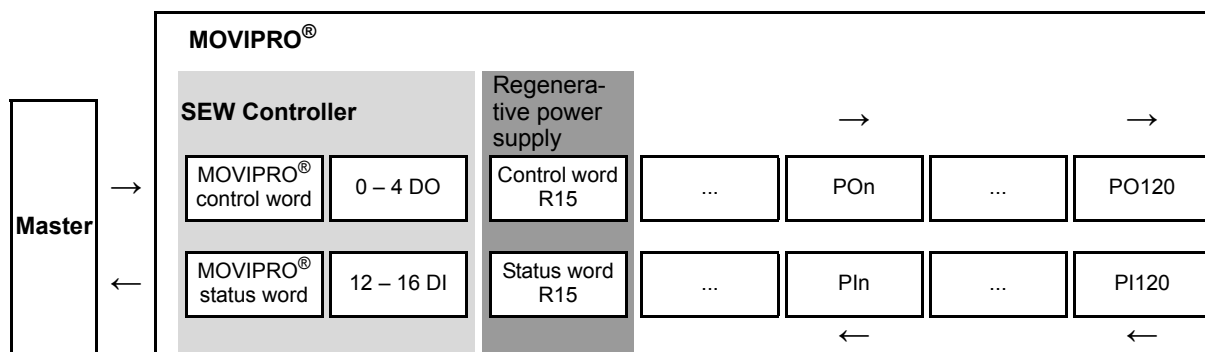 MOVIPRO®
SEW Controller
Regenera-
tive power
supply
→ →
Master
→
MOVIPRO®
control word
0 – 4 DO
Control word
R15
...
POn
...
PO120
←
MOVIPRO®
status word
12 – 16 DI
Status word
R15
...
PIn
...
PI120
← ←